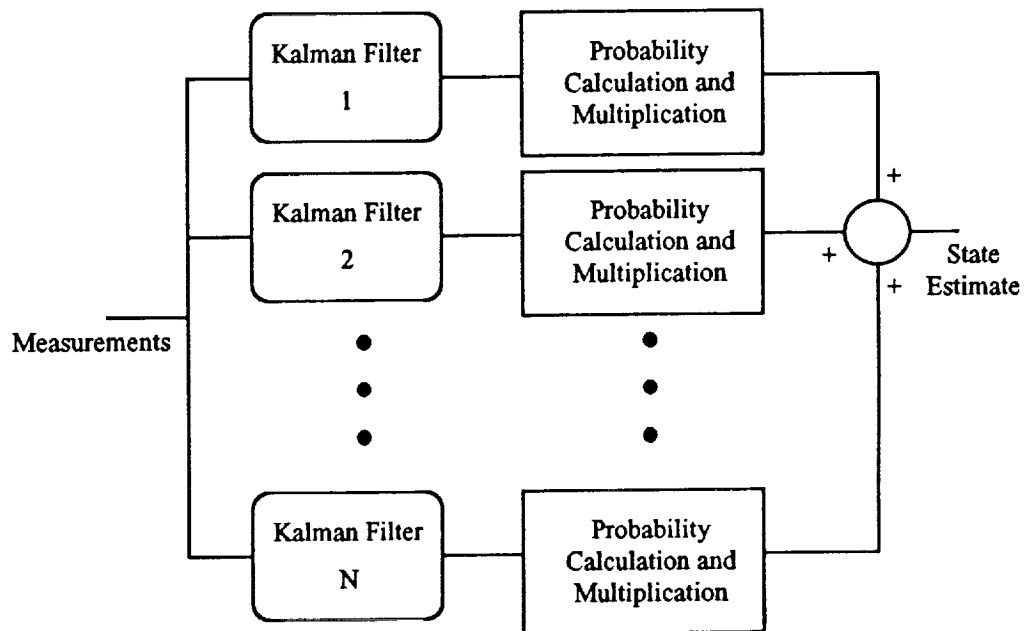 Kalman Filter
1
Probability
Calculation and
Multiplication
+
Kalman Filter
2
Probability
Calculation and
Multiplication
+
State
Estimate
+
Measurements
Kalman Filter
N
Probability
Calculation and
Multiplication